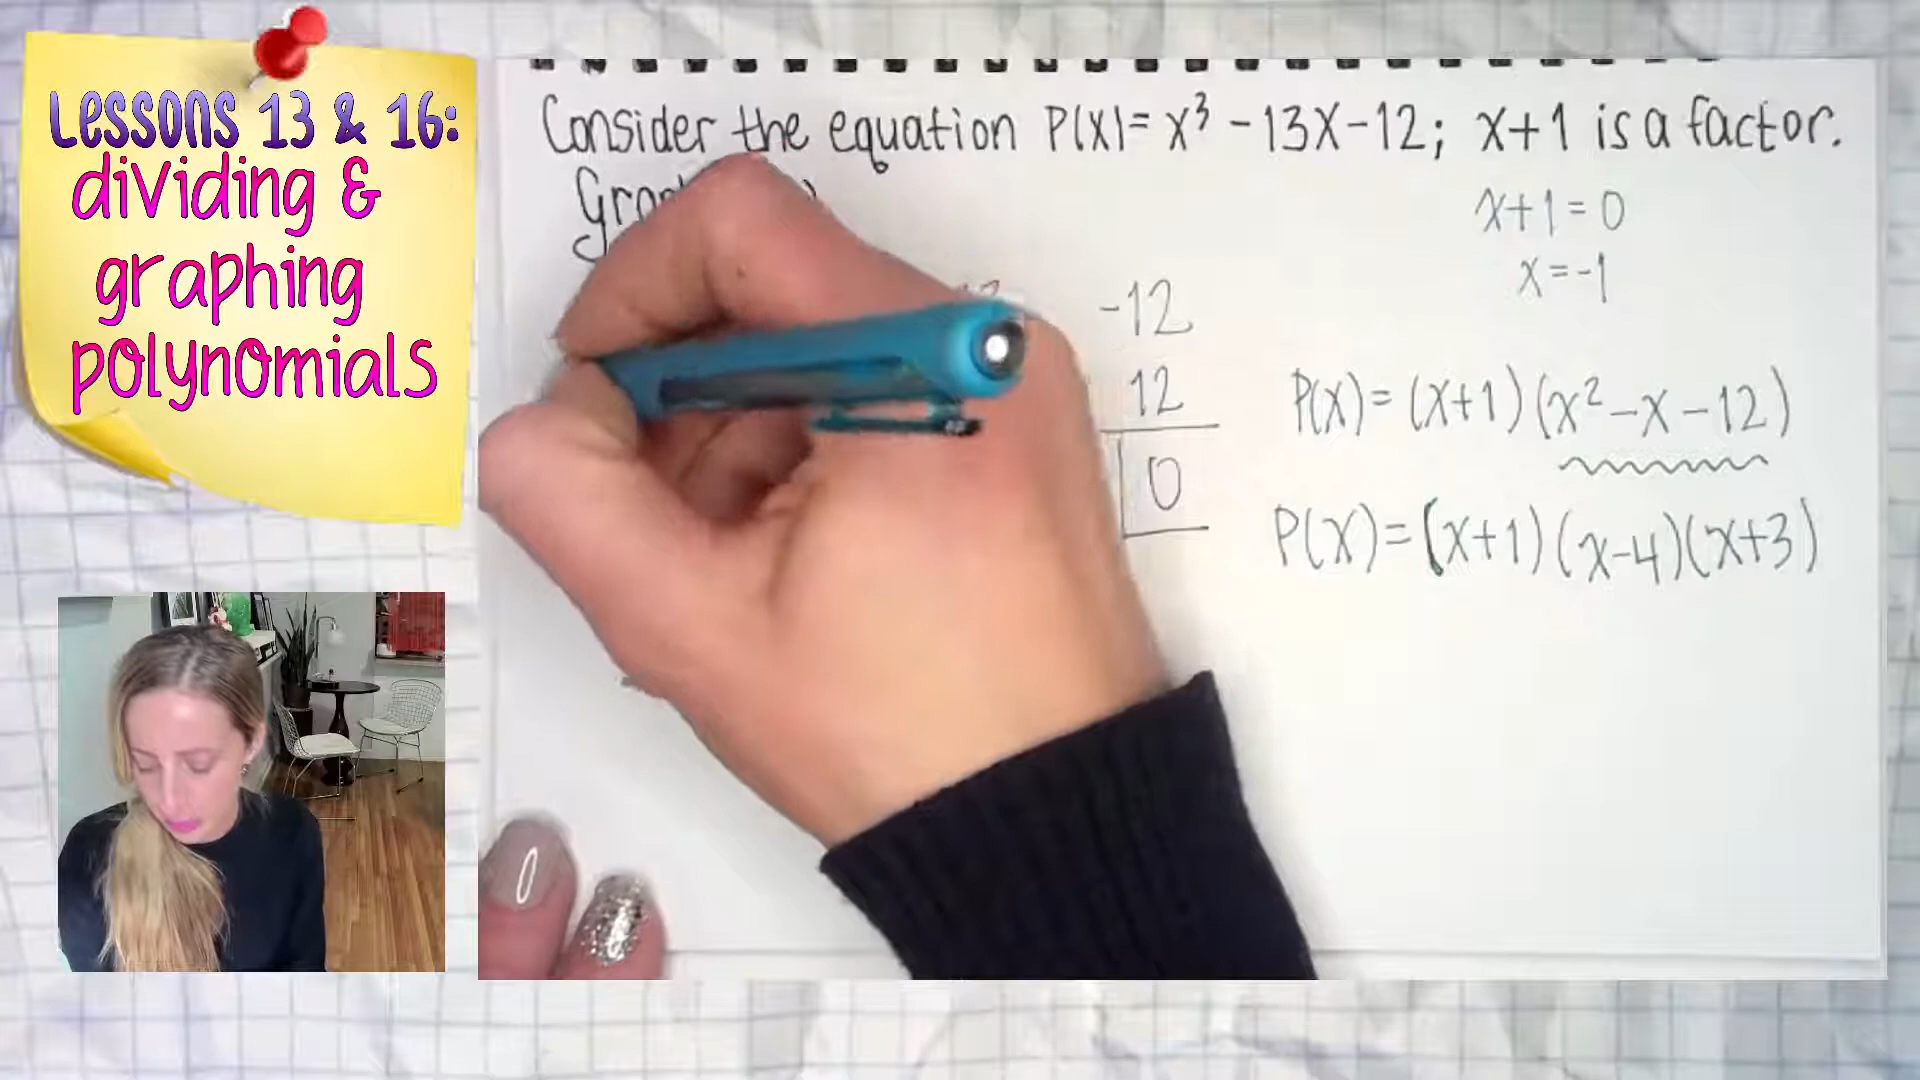 Lessons 13 & 16:
dividing &
graphing
polynomials
Consider the equation P(x) = x³ - 13x - 12; x+1 is a factor.
x+1 = 0
x = -1
-12
12
0
P(x) = (x+1)(x² - x - 12)
P(x) = (x+1)(x-4)(x+3)